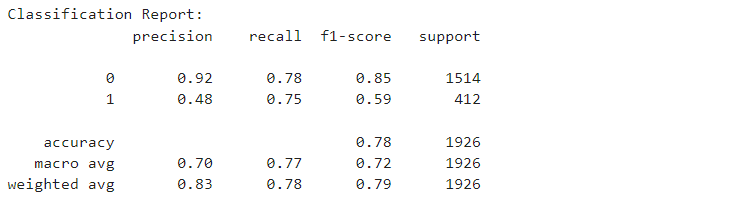 Classification Report:
precision recall f1-score support
0 0.92 0.78 0.85 1514
1 0.48 0.75 0.59 412
accuracy 0.78 1926
macro avg 0.70 0.77 0.72 1926
weighted avg 0.83 0.78 0.79 1926